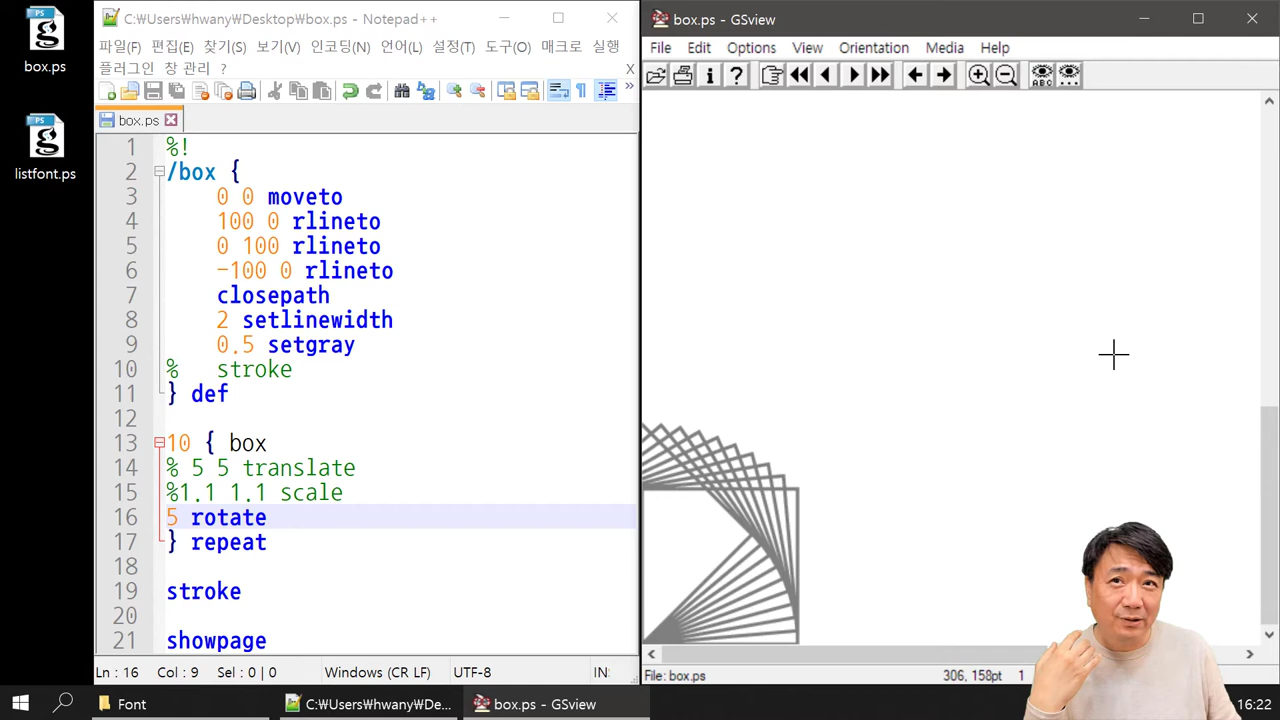 box.ps
listfont.ps
C:₩Users₩hwany₩Desktop₩box.ps - Notepad++
파일(F) 편집(E) 찾기(S) 보기(V) 인코딩(N) 언어(L) 설정(T) 도구(O) 매크로 실행
플러그인 창 관리 ? X
box.ps
1 %!
2 /box {
3 0 0 moveto
4 100 0 rlineto
5 0 100 rlineto
6 -100 0 rlineto
7 closepath
8 2 setlinewidth
9 0.5 setgray
10 % stroke
11 } def
12
13 10 { box
14 % 5 5 translate
15 %1.1 1.1 scale
16 5 rotate
17 } repeat
18
19 stroke
20
21 showpage
Ln : 16 Col : 9 Sel : 0 | 0 Windows (CR LF) UTF-8 IN
box.ps - GSview
File Edit Options View Orientation Media Help
File: box.ps 306, 158pt 1
Font
C:₩Users₩hwany₩De...
box.ps - GSview
16:22